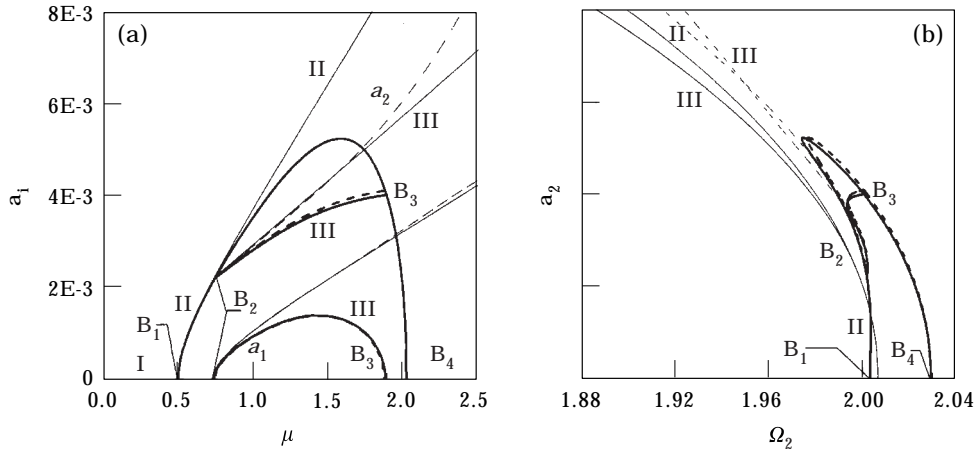 (a)
8E-3
6E-3
4E-3
2E-3
0
a_i
II
a_2
III
B_3
III
II
B_2
B_1
I
a_1
III
B_3
B_4
0.0
0.5
1.0
1.5
2.0
2.5
μ
(b)
a_2
II
III
III
B_3
B_2
II
B_1
B_4
1.88
1.92
1.96
2.00
2.04
Ω_2